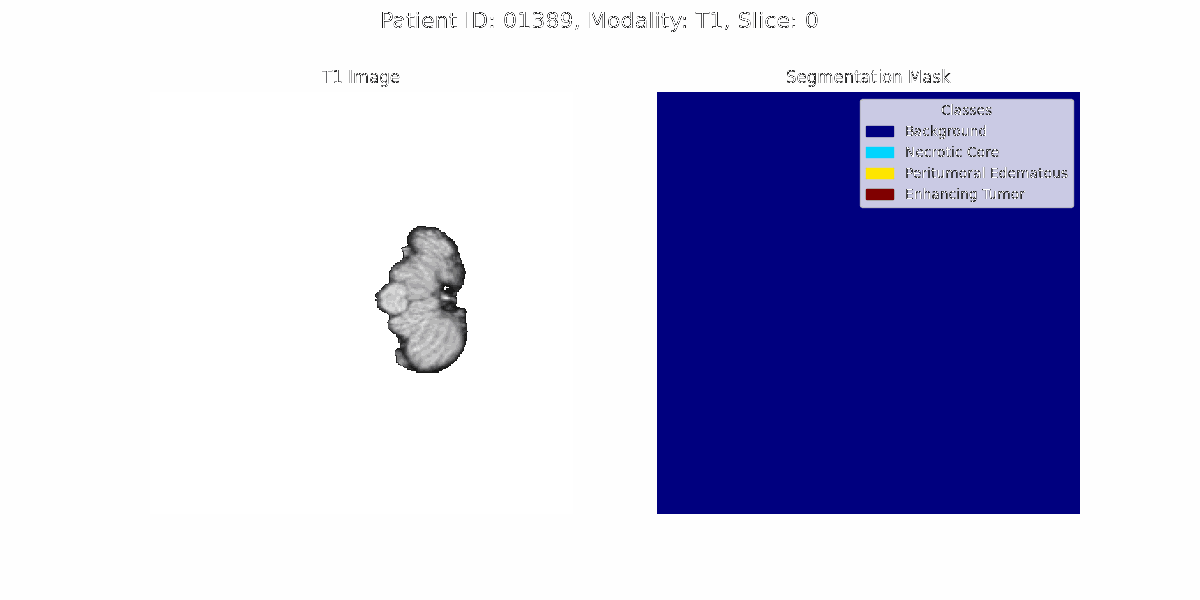 Patient ID: 01389, Modality: T1, Slice: 0
T1 Image
Segmentation Mask
Classes
Background
Necrotic Core
Peritumoral Edematous
Enhancing Tumor